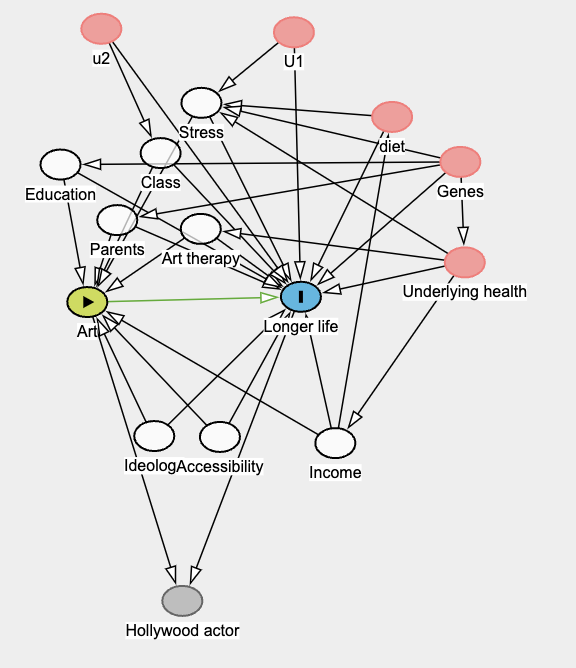 u2
U1
Stress
diet
Class
Education
Genes
Parents
Art therapy
Underlying health
Art
Longer life
Ideolog
Accessibility
Income
Hollywood actor